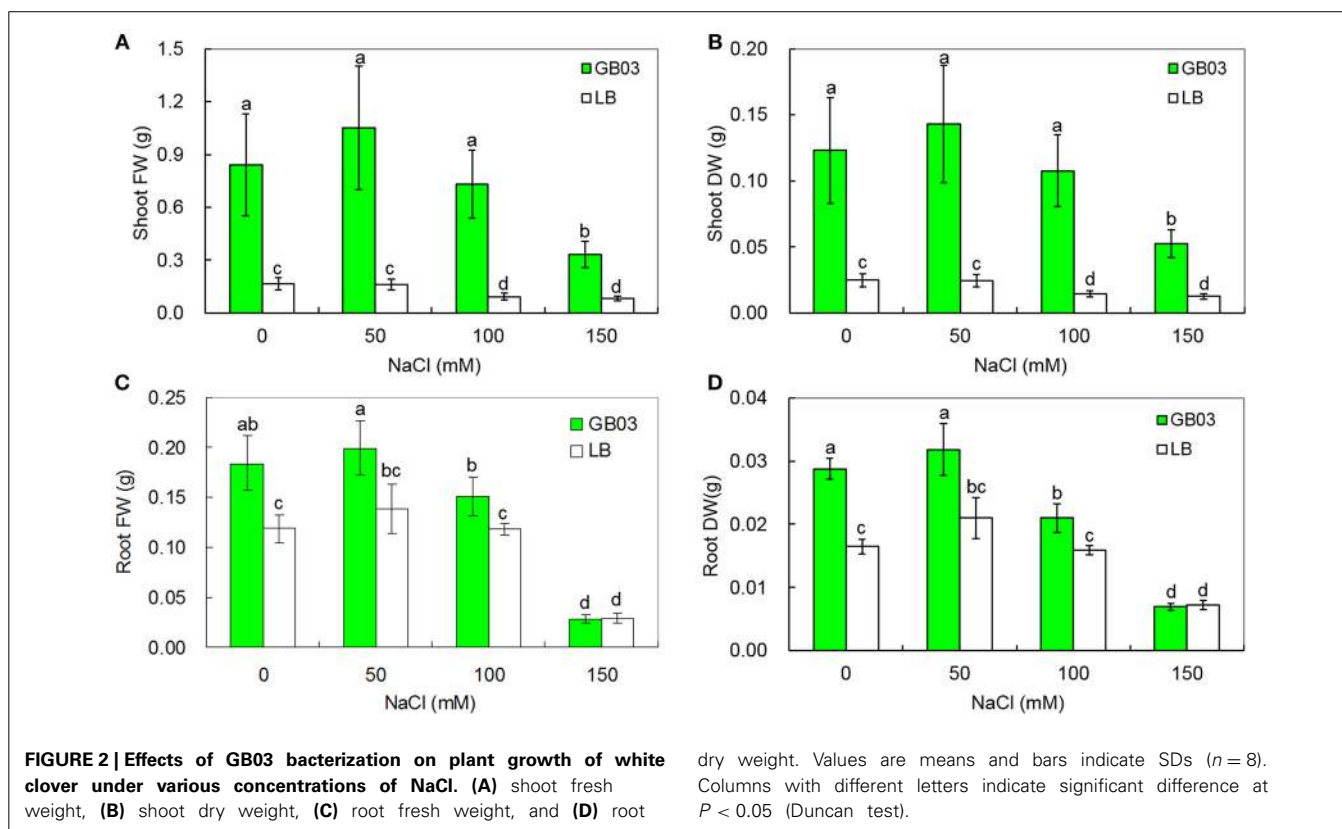 A
1.5
1.2
0.9
0.6
0.3
0.0
Shoot FW (g)
GB03
LB
a
c
a
c
a
d
b
d
0 50 100 150
NaCl (mM)
B
0.20
0.15
0.10
0.05
0.00
Shoot DW (g)
GB03
LB
a
c
a
c
a
d
b
d
0 50 100 150
NaCl (mM)
C
0.25
0.20
0.15
0.10
0.05
0.00
Root FW (g)
GB03
LB
ab
c
a
bc
b
c
d
d
0 50 100 150
NaCl (mM)
D
0.04
0.03
0.02
0.01
0.00
Root DW(g)
GB03
LB
a
c
a
bc
b
c
d
d
0 50 100 150
NaCl (mM)
FIGURE 2 | Effects of GB03 bacterization on plant growth of white
clover under various concentrations of NaCl. (A) shoot fresh
weight, (B) shoot dry weight, (C) root fresh weight, and (D) root
dry weight. Values are means and bars indicate SDs (n = 8).
Columns with different letters indicate significant difference at
P < 0.05 (Duncan test).